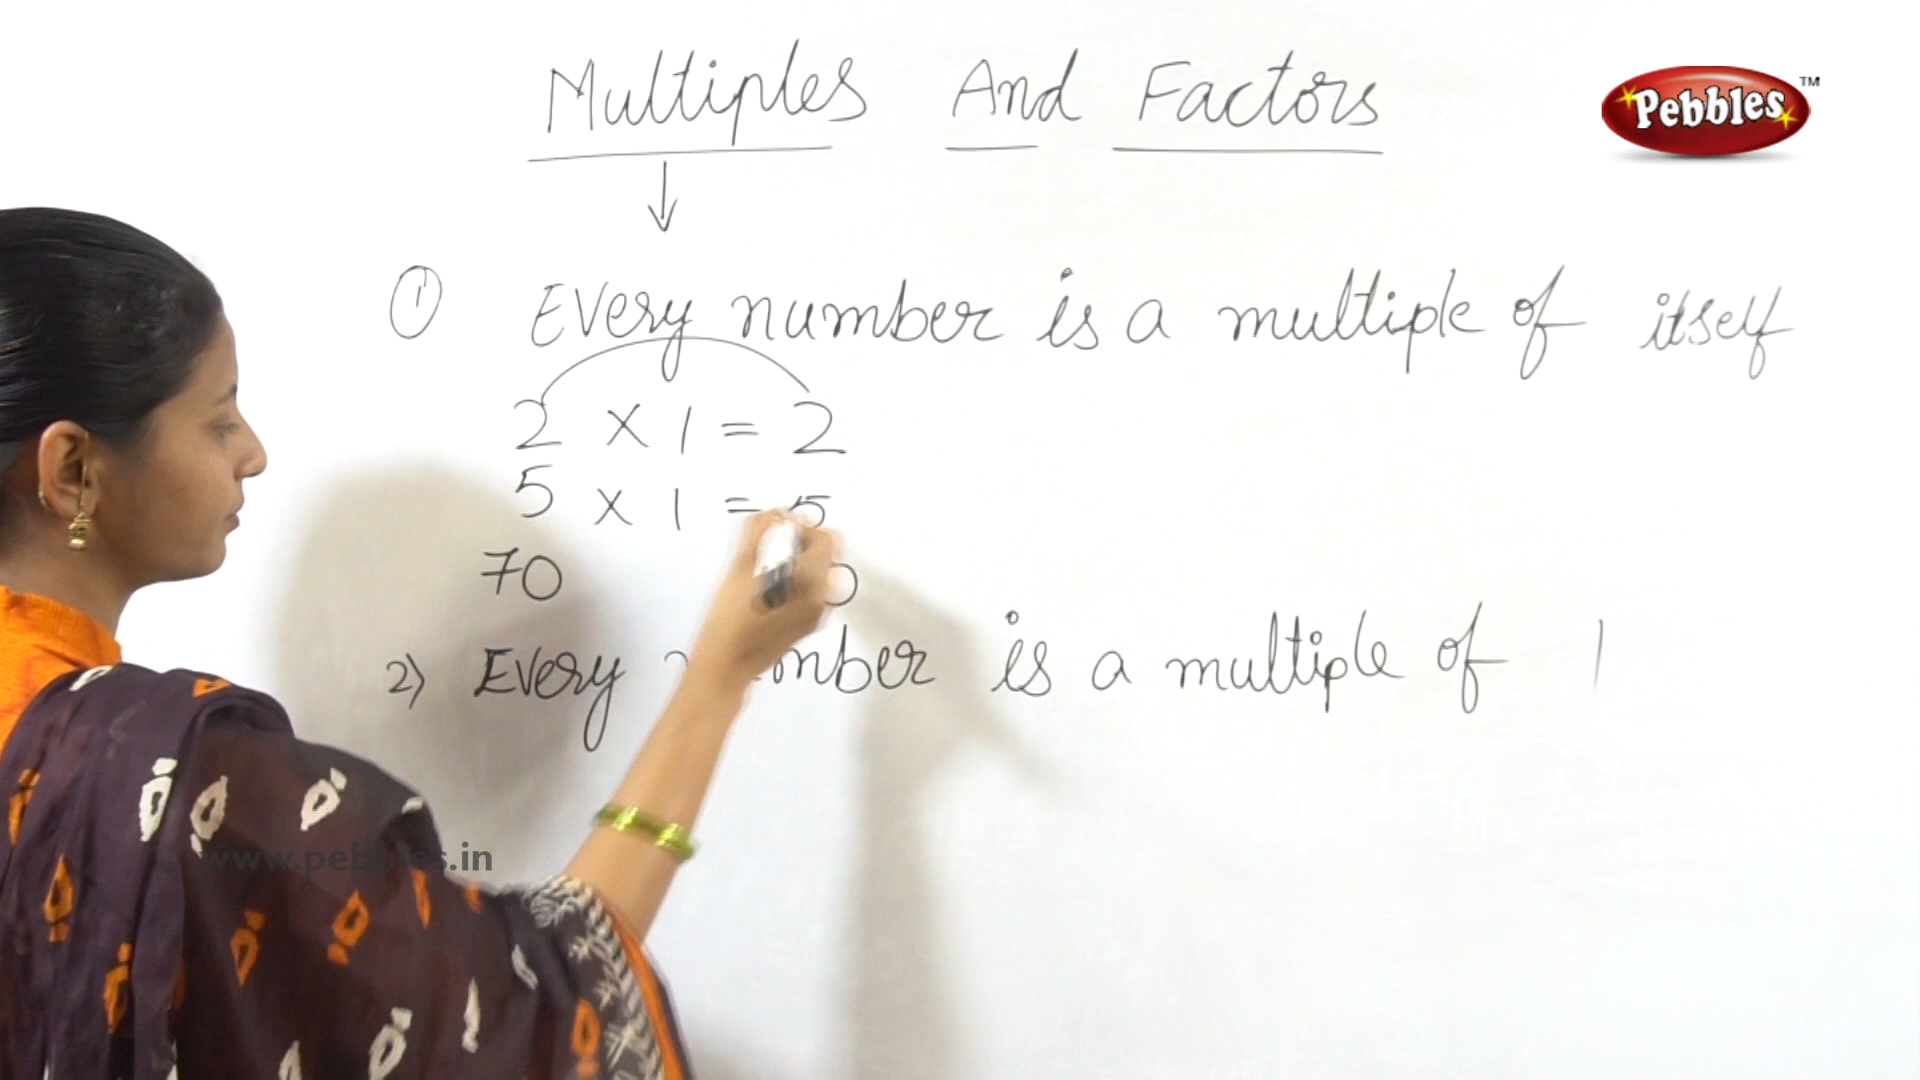 Multiples And Factors
Pebbles TM
1 Every number is a multiple of itself
2 × 1 = 2
5 × 1 = 5
70
2) Every is a multiple of 1
www.pebbles.in